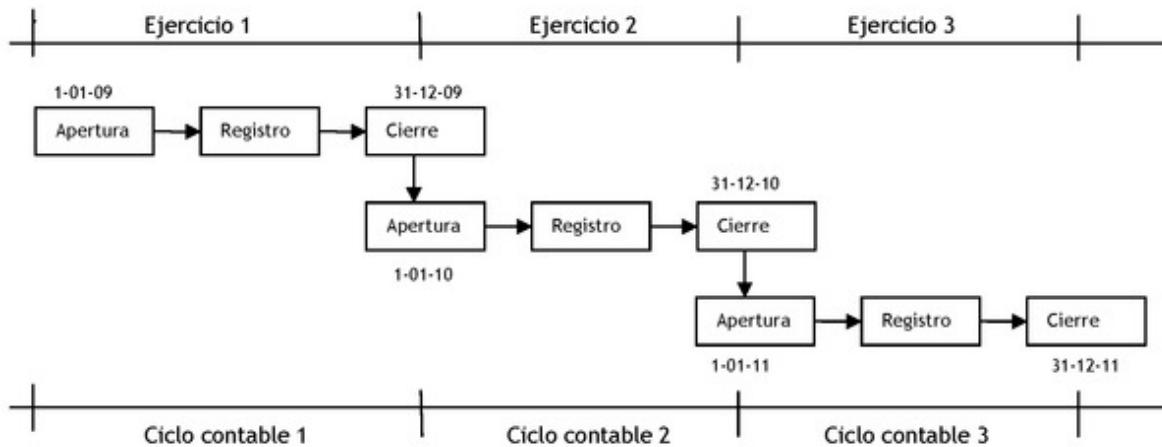 Ejercicio 1
Ejercicio 2
Ejercicio 3
1-01-09
31-12-09
Apertura
Registro
Cierre
31-12-10
Apertura
Registro
Cierre
1-01-10
Apertura
Registro
Cierre
1-01-11
31-12-11
Ciclo contable 1
Ciclo contable 2
Ciclo contable 3